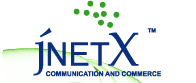 jNETX™
COMMUNICATION AND COMMERCE